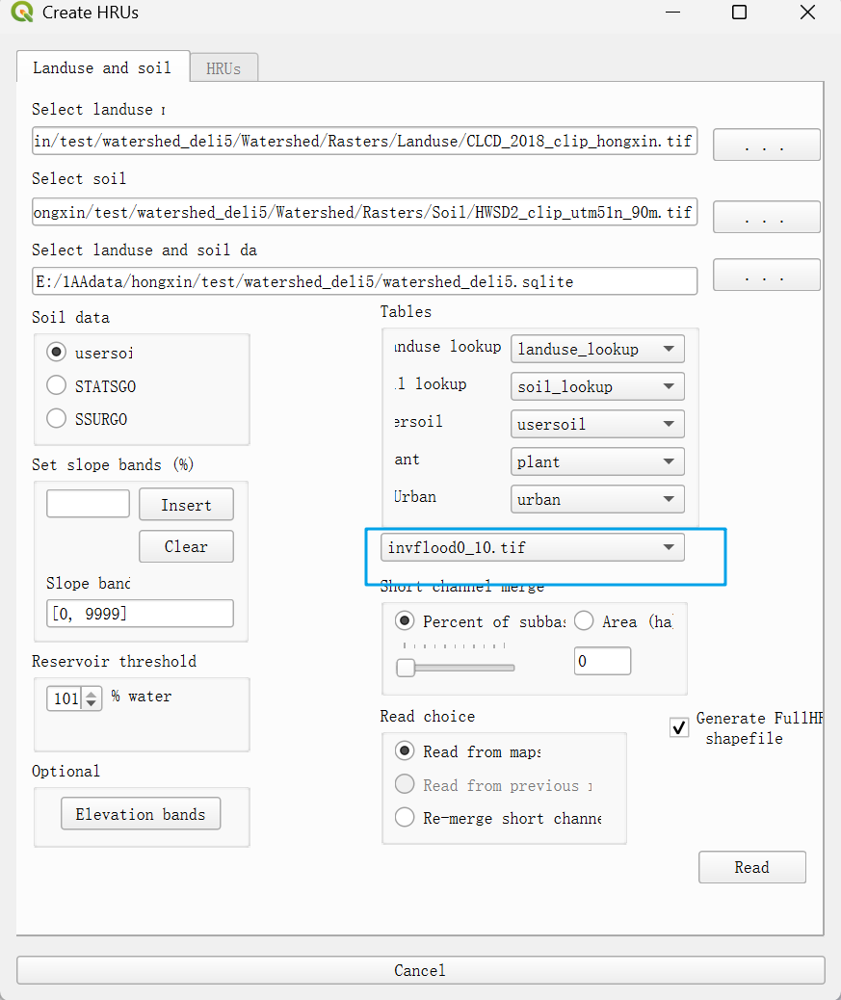 Create HRUs
Landuse and soil
HRUs
Select landuse
in/test/watershed_deli5/Watershed/Rasters/Landuse/CLCD_2018_clip_hongxin.tif
...
Select soil
ongxin/test/watershed_deli5/Watershed/Rasters/Soil/HWSD2_clip_utm51n_90m.tif
...
Select landuse and soil da
E:/1AAdata/hongxin/test/watershed_deli5/watershed_deli5.sqlite
...
Soil data
usersoi
STATSGO
SSURGO
Tables
anduse lookup
landuse_lookup
l lookup
soil_lookup
ersoil
usersoil
ant
plant
Urban
urban
Set slope bands (%)
Insert
Clear
Slope band
[0, 9999]
invflood0_10.tif
Short channel merge
Percent of subba
Area (ha
0
Reservoir threshold
101
% water
Read choice
Read from maps
Read from previous
Re-merge short channe
Generate FullHR
shapefile
Optional
Elevation bands
Read
Cancel